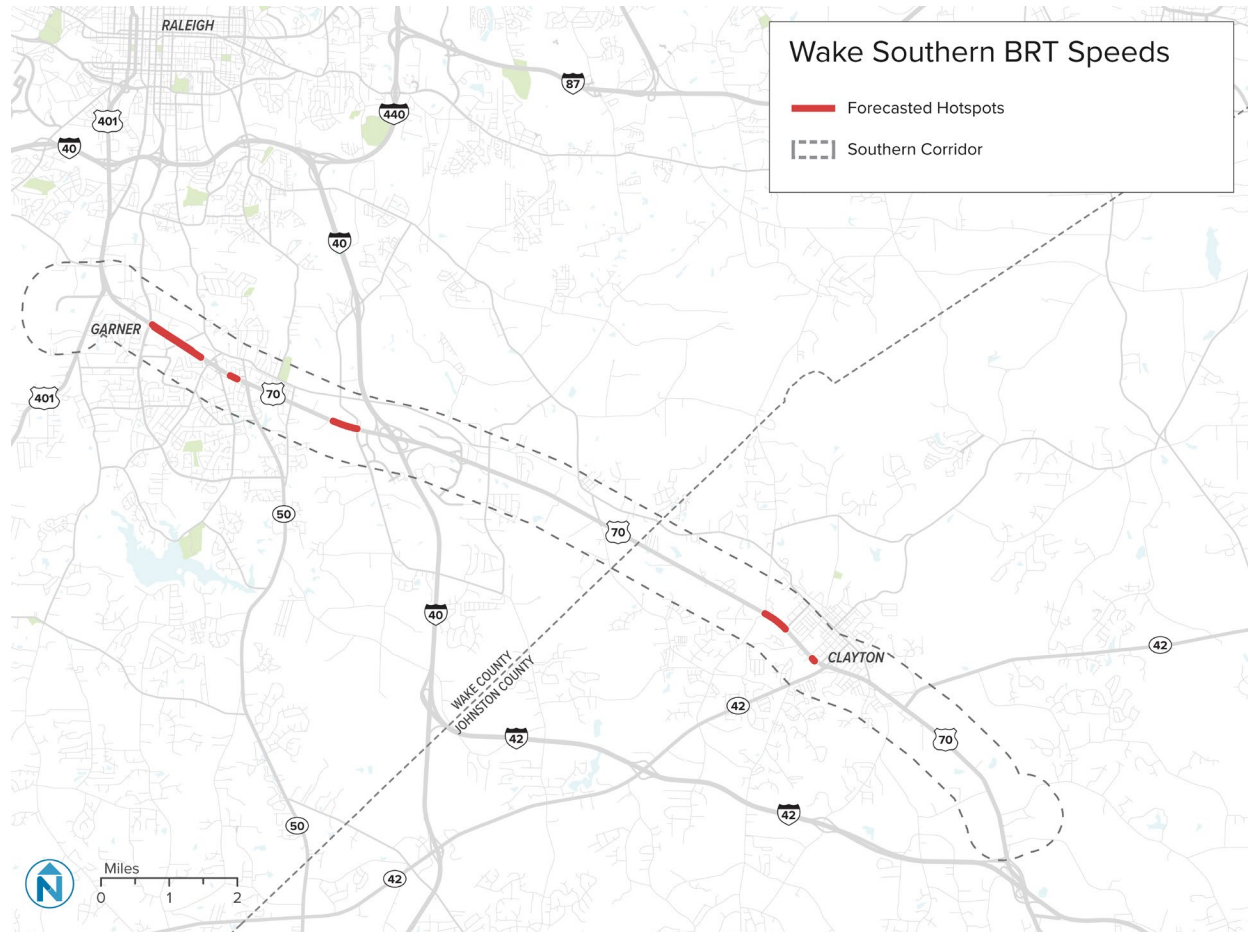 RALEIGH
Wake Southern BRT Speeds
Forecasted Hotspots
Southern Corridor
87
440
401
40
40
GARNER
401
70
50
70
40
WAKE COUNTY
JOHNSTON COUNTY
CLAYTON
42
42
42
70
42
50
42
N
Miles
0 1 2